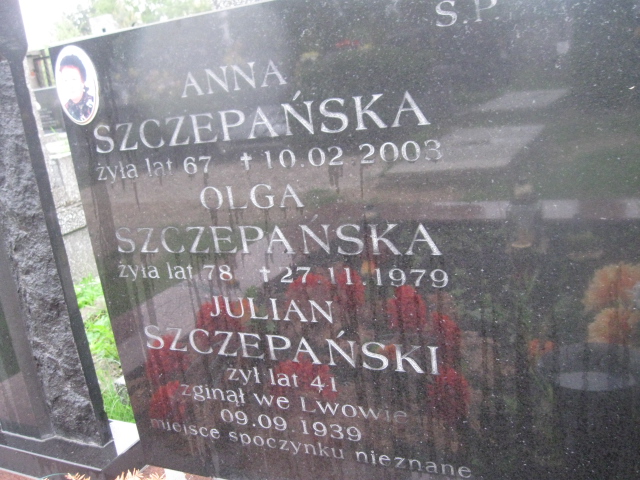 Ś.P.
ANNA
SZCZEPAŃSKA
żyła lat 67 † 10.02.2003
OLGA
SZCZEPAŃSKA
żyła lat 78 † 27.11.1979
JULIAN
SZCZEPAŃSKI
żył lat 41
zginął we Lwowie
09.09.1939
miejsce spoczynku nieznane